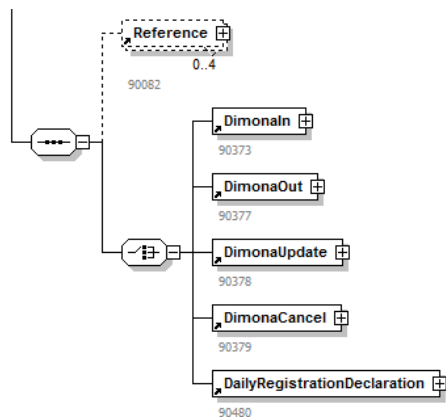 Reference
0..4
90082
DimonaIn
90373
DimonaOut
90377
DimonaUpdate
90378
DimonaCancel
90379
DailyRegistrationDeclaration
90480